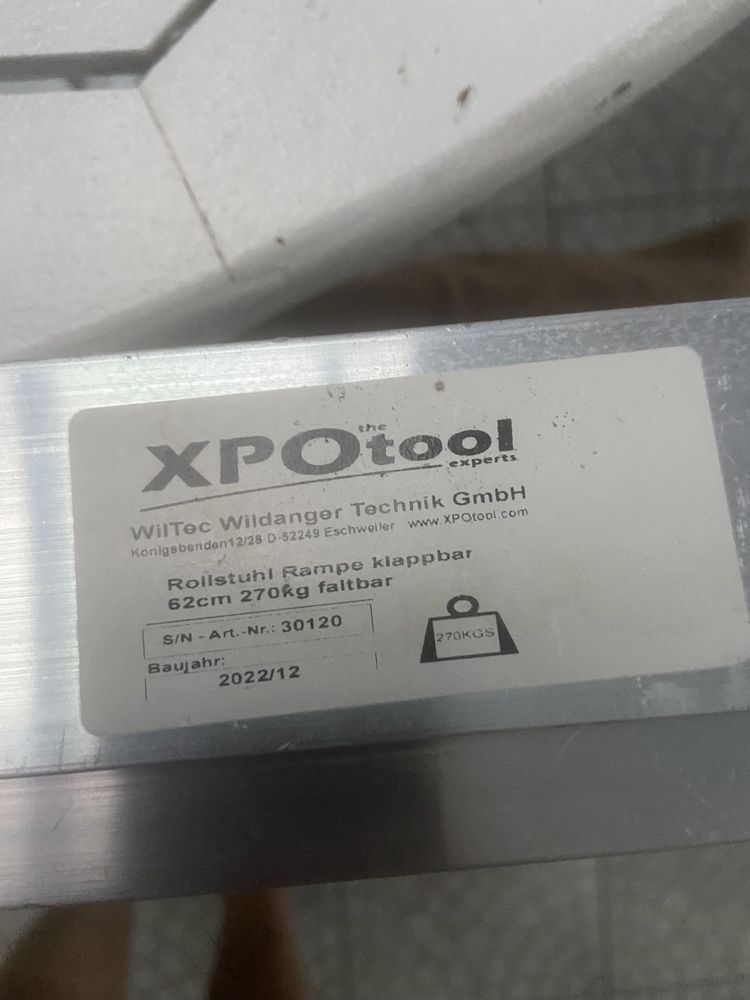 the
XPOtool
experts
WilTec Wildanger Technik GmbH
Königsbenden12/28 D-52249 Eschweiler www.XPOtool.com
Rollstuhl Rampe klappbar
62cm 270kg faltbar
S/N - Art.-Nr.: 30120
270KGS
Baujahr:
2022/12